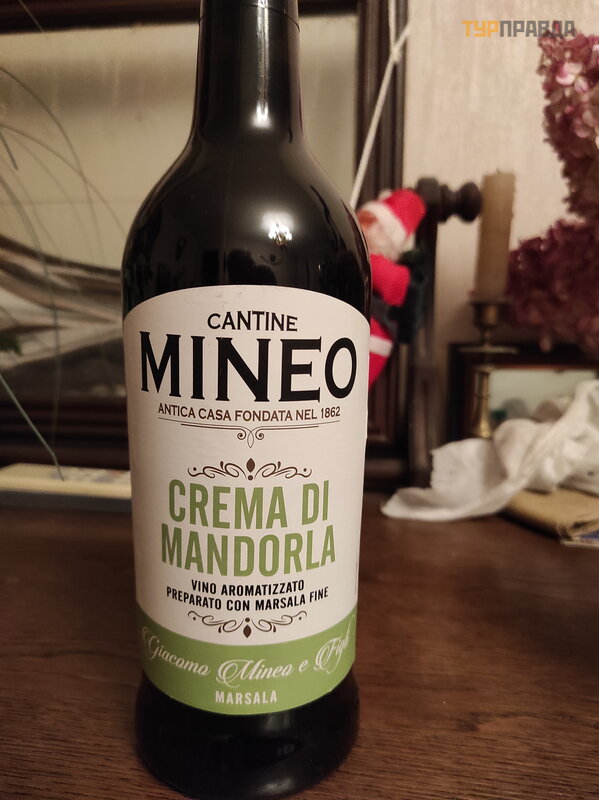 ТУРПРАВДА
CANTINE
MINEO
ANTICA CASA FONDATA NEL 1862
CREMA DI
MANDORLA
VINO AROMATIZZATO
PREPARATO CON MARSALA FINE
Giacomo Mineo e Figli
MARSALA